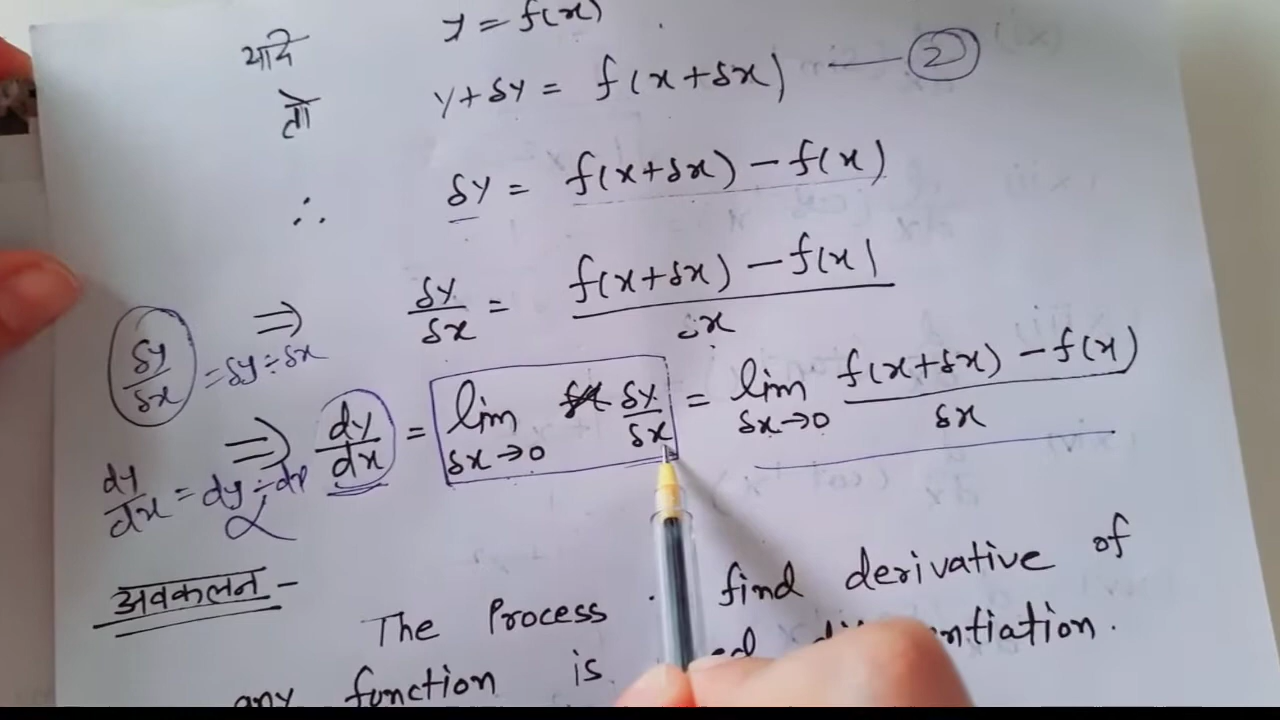 यदि y = f(x)
तो y + δy = f(x+δx) — 2
∴ δy = f(x+δx) - f(x)
δy/δx = δy ÷ δx ⇒ δy/δx = f(x+δx) - f(x) / δx
⇒ dy/dx = lim δx→0 δy/δx = lim δx→0 f(x+δx) - f(x) / δx
dy/dx = dy ÷
अवकलन -
The Process find derivative of
any function is